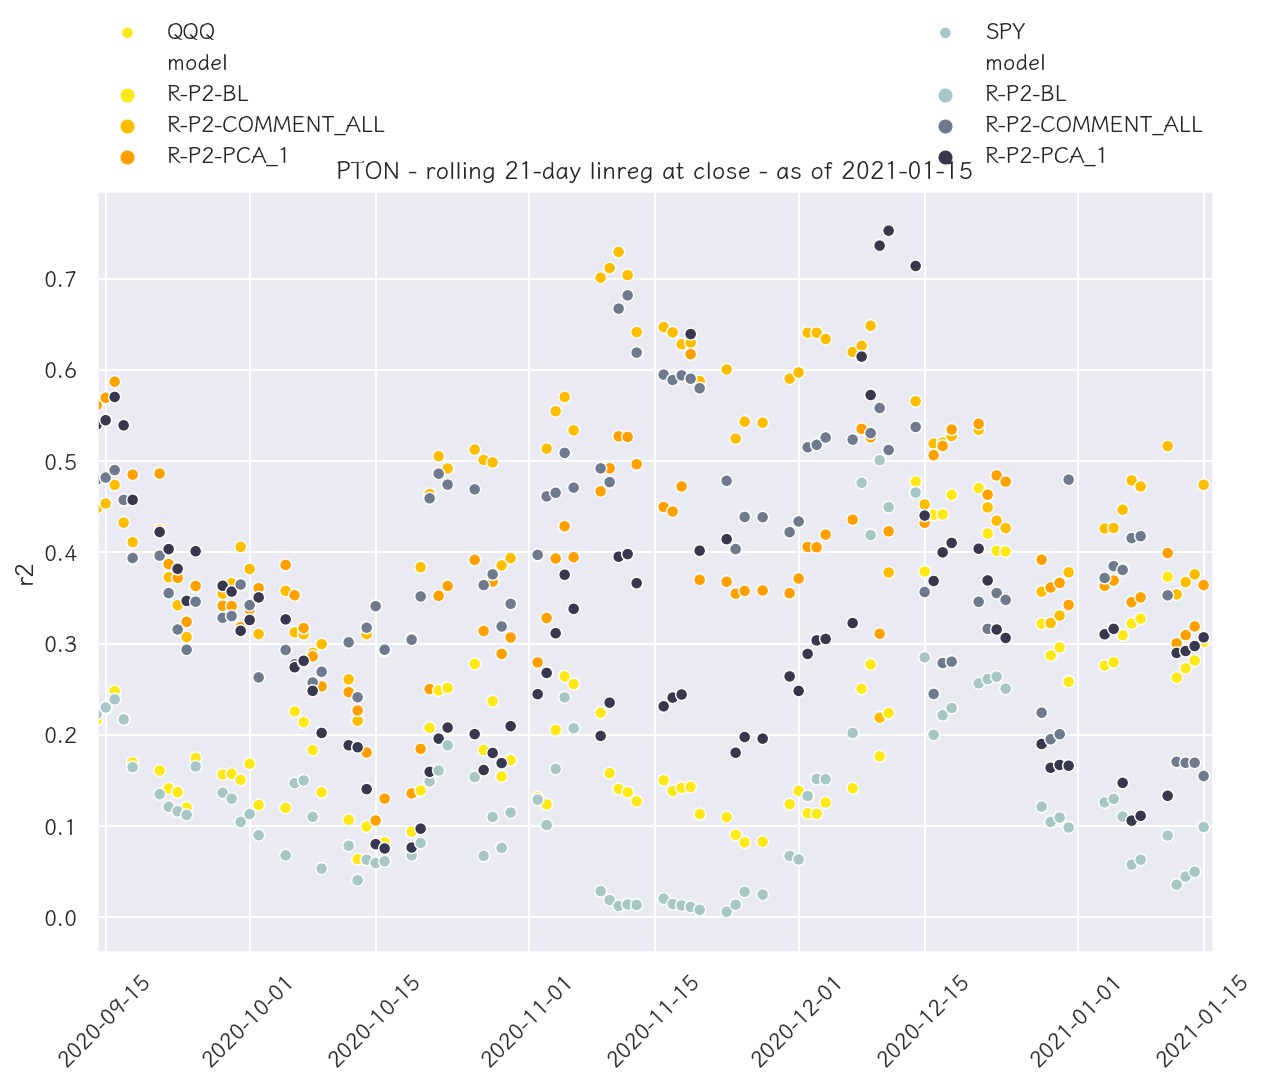 QQQ
model
R-P2-BL
R-P2-COMMENT_ALL
R-P2-PCA_1
SPY
model
R-P2-BL
R-P2-COMMENT_ALL
R-P2-PCA_1
PTON - rolling 21-day linreg at close - as of 2021-01-15
0.7
0.6
0.5
0.4
0.3
0.2
0.1
0.0
r2
2020-09-15
2020-10-01
2020-10-15
2020-11-01
2020-11-15
2020-12-01
2020-12-15
2021-01-01
2021-01-15